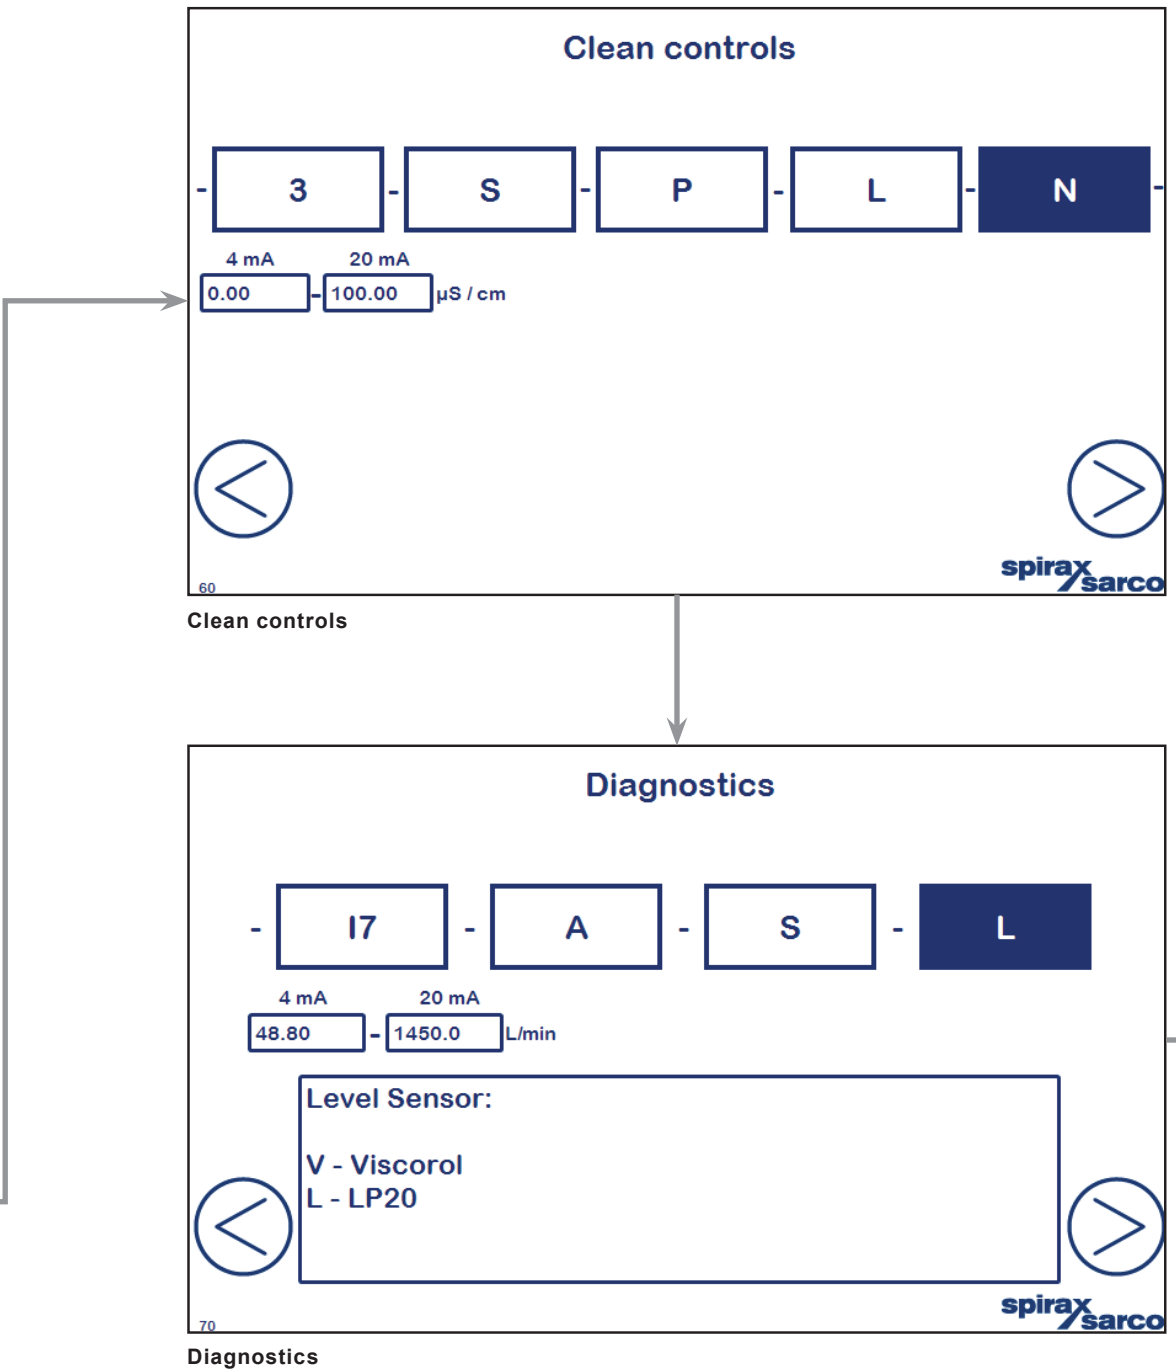 Clean controls
- 3 - S - P - L - N -
4 mA 20 mA
0.00 - 100.00 µS / cm
60
spirax
sarco
Clean controls
Diagnostics
- I7 - A - S - L
4 mA 20 mA
48.80 - 1450.0 L/min
Level Sensor:
V - Viscorol
L - LP20
70
spirax
sarco
Diagnostics